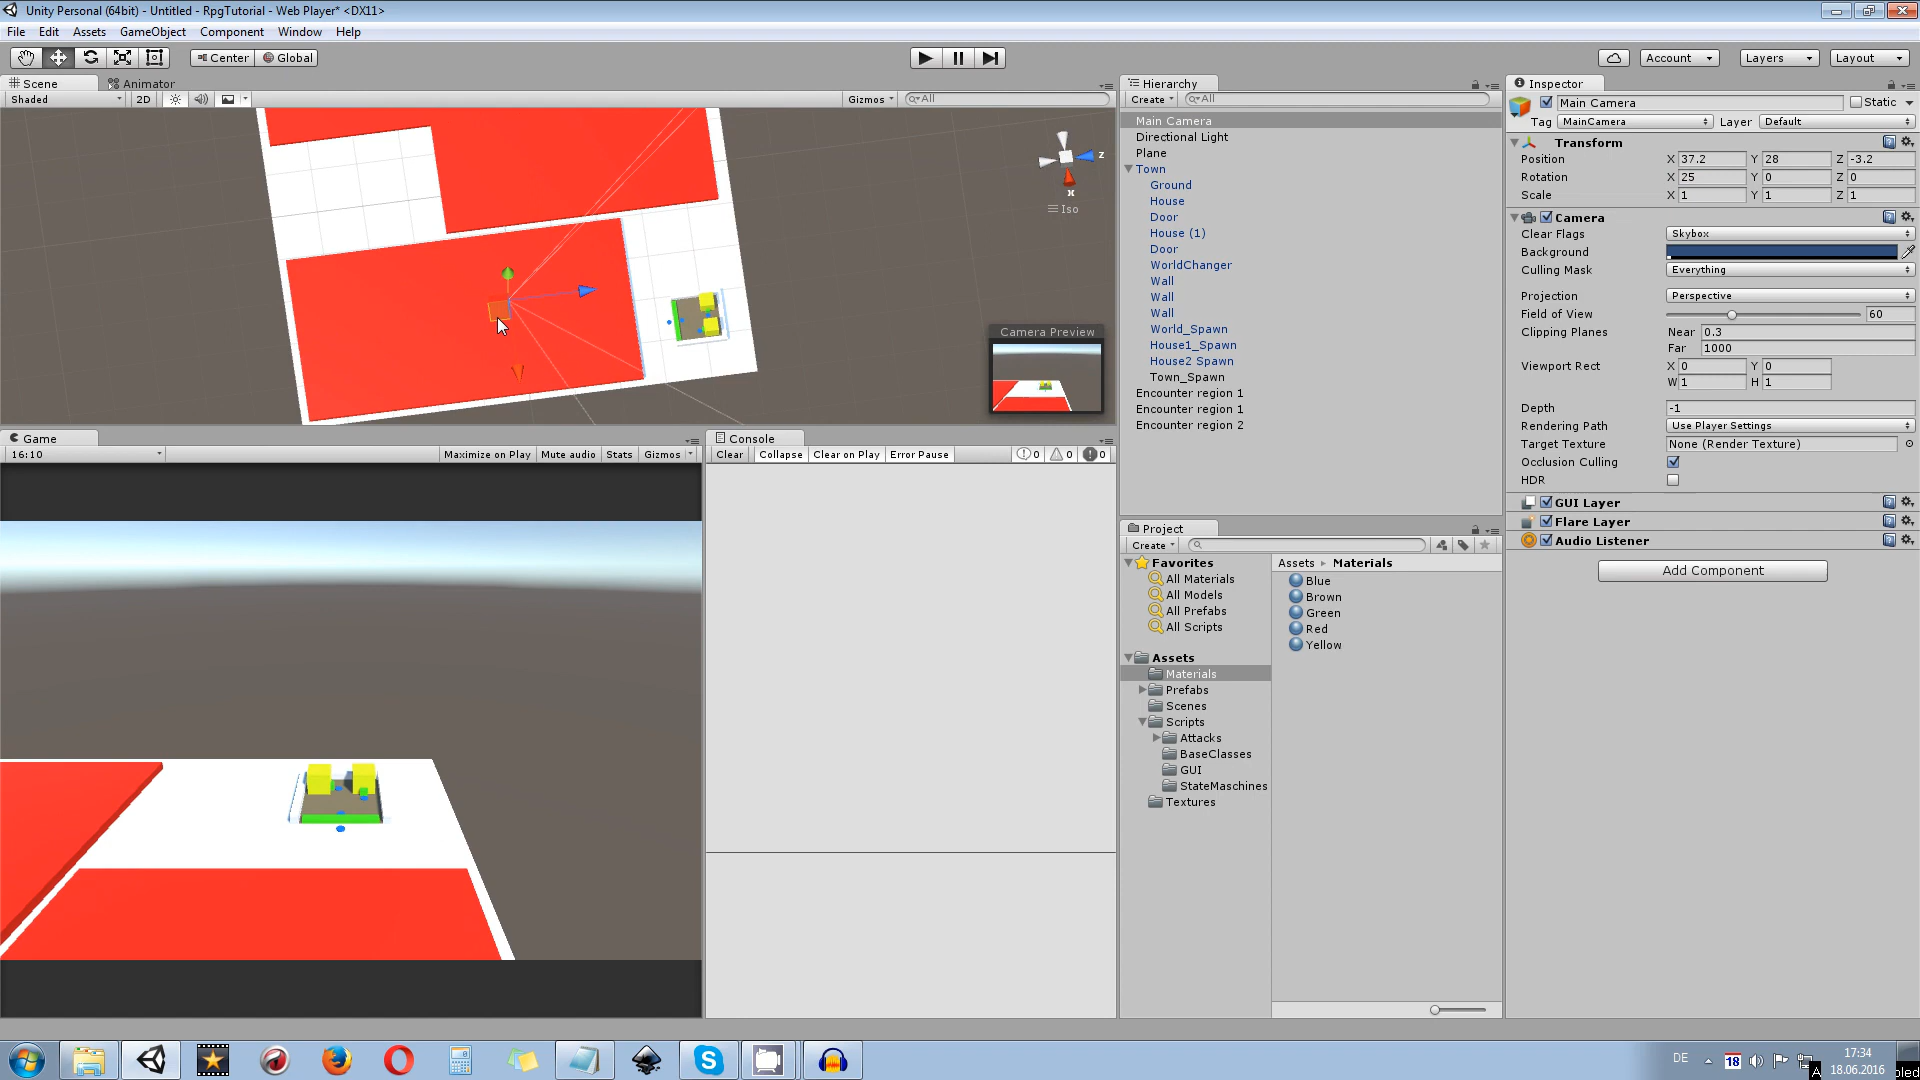 Unity Personal (64bit) - Untitled - RpgTutorial - Web Player* <DX11>
File Edit Assets GameObject Component Window Help
Center Global Account Layers Layout
Scene Animator
Shaded 2D Gizmos All
z
x
Iso
Camera Preview
Game
16:10 Maximize on Play Mute audio Stats Gizmos
Console
Clear Collapse Clear on Play Error Pause 0 0 0
Hierarchy
Create All
Main Camera
Directional Light
Plane
Town
Ground
House
Door
House (1)
Door
WorldChanger
Wall
Wall
Wall
World_Spawn
House1_Spawn
House2 Spawn
Town_Spawn
Encounter region 1
Encounter region 1
Encounter region 2
Project
Create
Favorites
All Materials
All Models
All Prefabs
All Scripts
Assets
Materials
Prefabs
Scenes
Scripts
Attacks
BaseClasses
GUI
StateMaschines
Textures
Assets Materials
Blue
Brown
Green
Red
Yellow
Inspector
Main Camera Static
Tag MainCamera Layer Default
Transform
Position X 37.2 Y 28 Z -3.2
Rotation X 25 Y 0 Z 0
Scale X 1 Y 1 Z 1
Camera
Clear Flags Skybox
Background
Culling Mask Everything
Projection Perspective
Field of View 60
Clipping Planes Near 0.3
Far 1000
Viewport Rect X 0 Y 0
W 1 H 1
Depth -1
Rendering Path Use Player Settings
Target Texture None (Render Texture)
Occlusion Culling
HDR
GUI Layer
Flare Layer
Audio Listener
Add Component
DE 18 17:34
18.06.2016